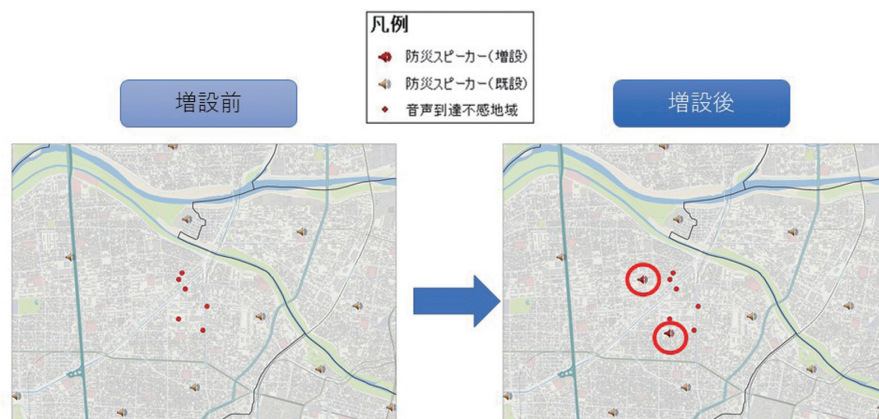 凡例
防災スピーカー(増設)
防災スピーカー(既設)
音声到達不感地域
増設前
増設後